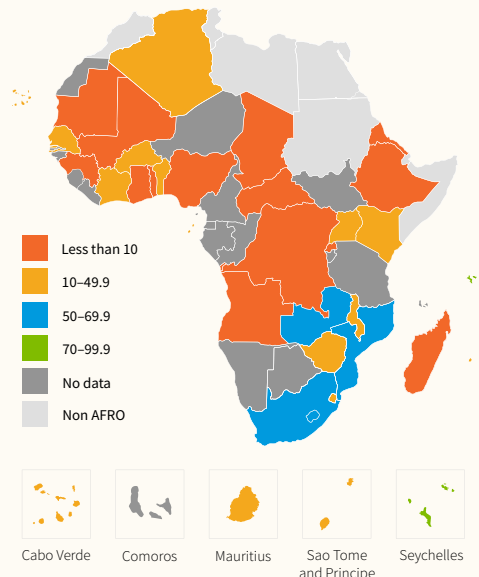 Less than 10
10–49.9
50–69.9
70–99.9
No data
Non AFRO
Cabo Verde
Comoros
Mauritius
Sao Tome
and Principe
Seychelles